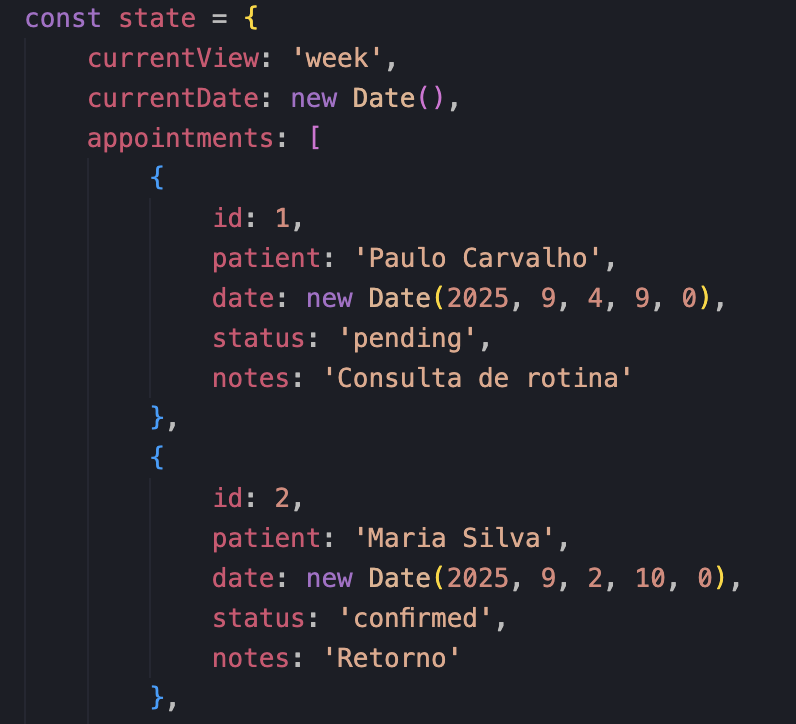 const state = {
    currentView: 'week',
    currentDate: new Date(),
    appointments: [
        {
            id: 1,
            patient: 'Paulo Carvalho',
            date: new Date(2025, 9, 4, 9, 0),
            status: 'pending',
            notes: 'Consulta de rotina'
        },
        {
            id: 2,
            patient: 'Maria Silva',
            date: new Date(2025, 9, 2, 10, 0),
            status: 'confirmed',
            notes: 'Retorno'
        },